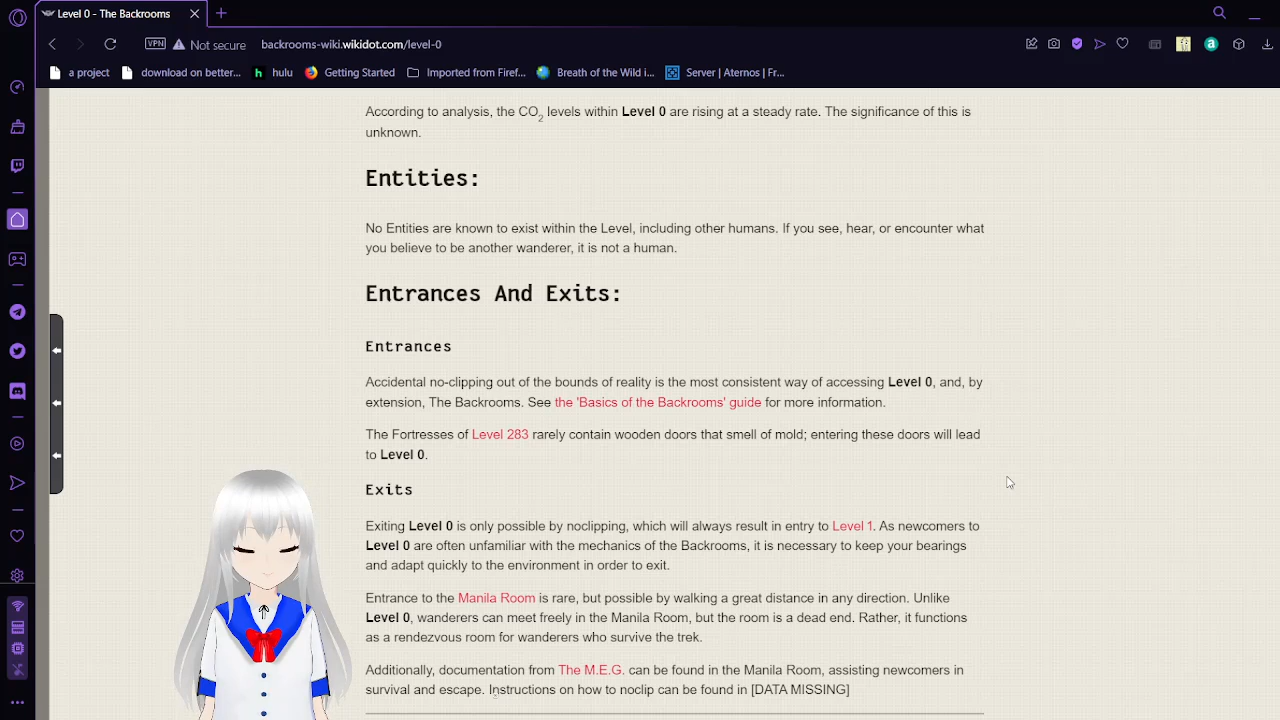 Level 0 - The Backrooms
VPN Not secure backrooms-wiki.wikidot.com/level-0
a project download on better... hulu Getting Started Imported from Firef... Breath of the Wild i... Server | Aternos | Fr...
According to analysis, the CO2 levels within Level 0 are rising at a steady rate. The significance of this is
unknown.
Entities:
No Entities are known to exist within the Level, including other humans. If you see, hear, or encounter what
you believe to be another wanderer, it is not a human.
Entrances And Exits:
Entrances
Accidental no-clipping out of the bounds of reality is the most consistent way of accessing Level 0, and, by
extension, The Backrooms. See the 'Basics of the Backrooms' guide for more information.
The Fortresses of Level 283 rarely contain wooden doors that smell of mold; entering these doors will lead
to Level 0.
Exits
Exiting Level 0 is only possible by noclipping, which will always result in entry to Level 1. As newcomers to
Level 0 are often unfamiliar with the mechanics of the Backrooms, it is necessary to keep your bearings
and adapt quickly to the environment in order to exit.
Entrance to the Manila Room is rare, but possible by walking a great distance in any direction. Unlike
Level 0, wanderers can meet freely in the Manila Room, but the room is a dead end. Rather, it functions
as a rendezvous room for wanderers who survive the trek.
Additionally, documentation from The M.E.G. can be found in the Manila Room, assisting newcomers in
survival and escape. Instructions on how to noclip can be found in [DATA MISSING]